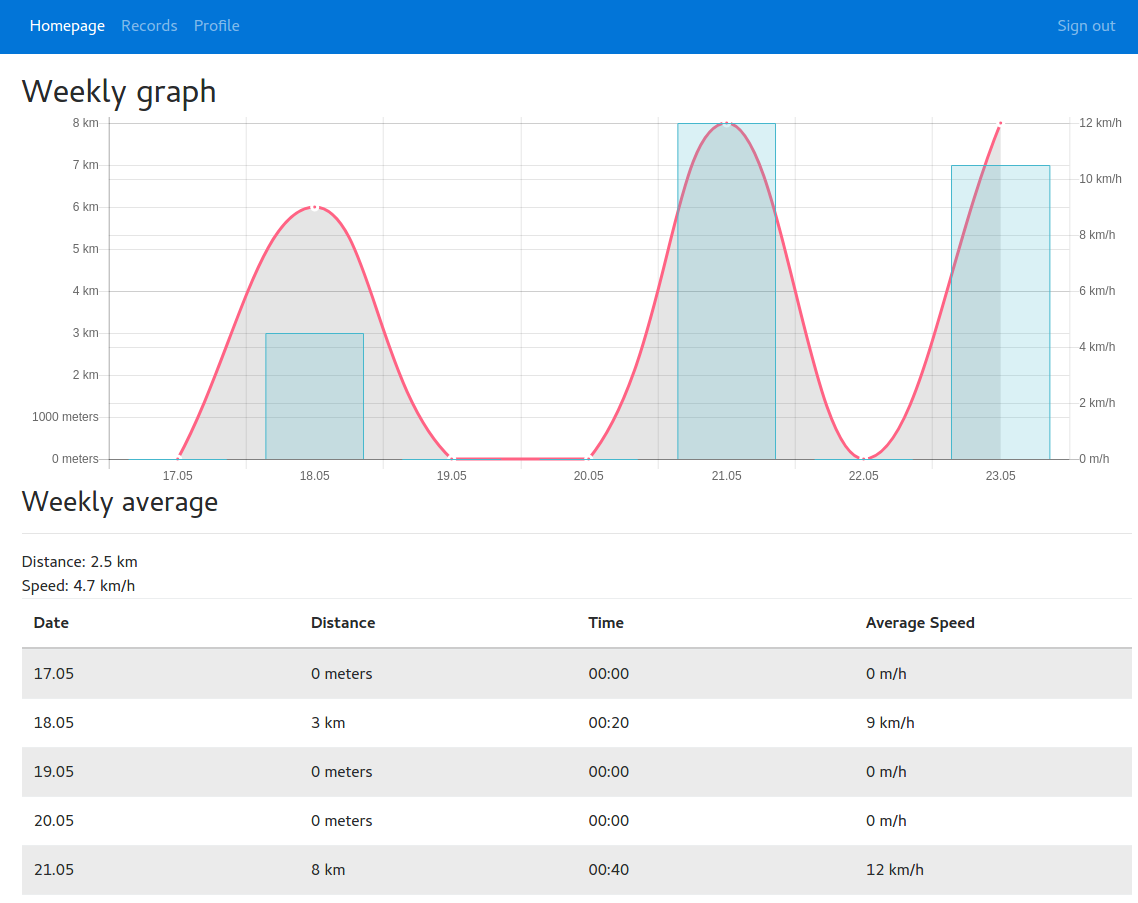 Homepage Records Profile Sign out
Weekly graph
8 km 12 km/h
7 km 10 km/h
6 km
5 km 8 km/h
4 km 6 km/h
3 km 4 km/h
2 km 2 km/h
1000 meters
0 meters 0 m/h
17.05 18.05 19.05 20.05 21.05 22.05 23.05
Weekly average
Distance: 2.5 km
Speed: 4.7 km/h
Date Distance Time Average Speed
17.05 0 meters 00:00 0 m/h
18.05 3 km 00:20 9 km/h
19.05 0 meters 00:00 0 m/h
20.05 0 meters 00:00 0 m/h
21.05 8 km 00:40 12 km/h